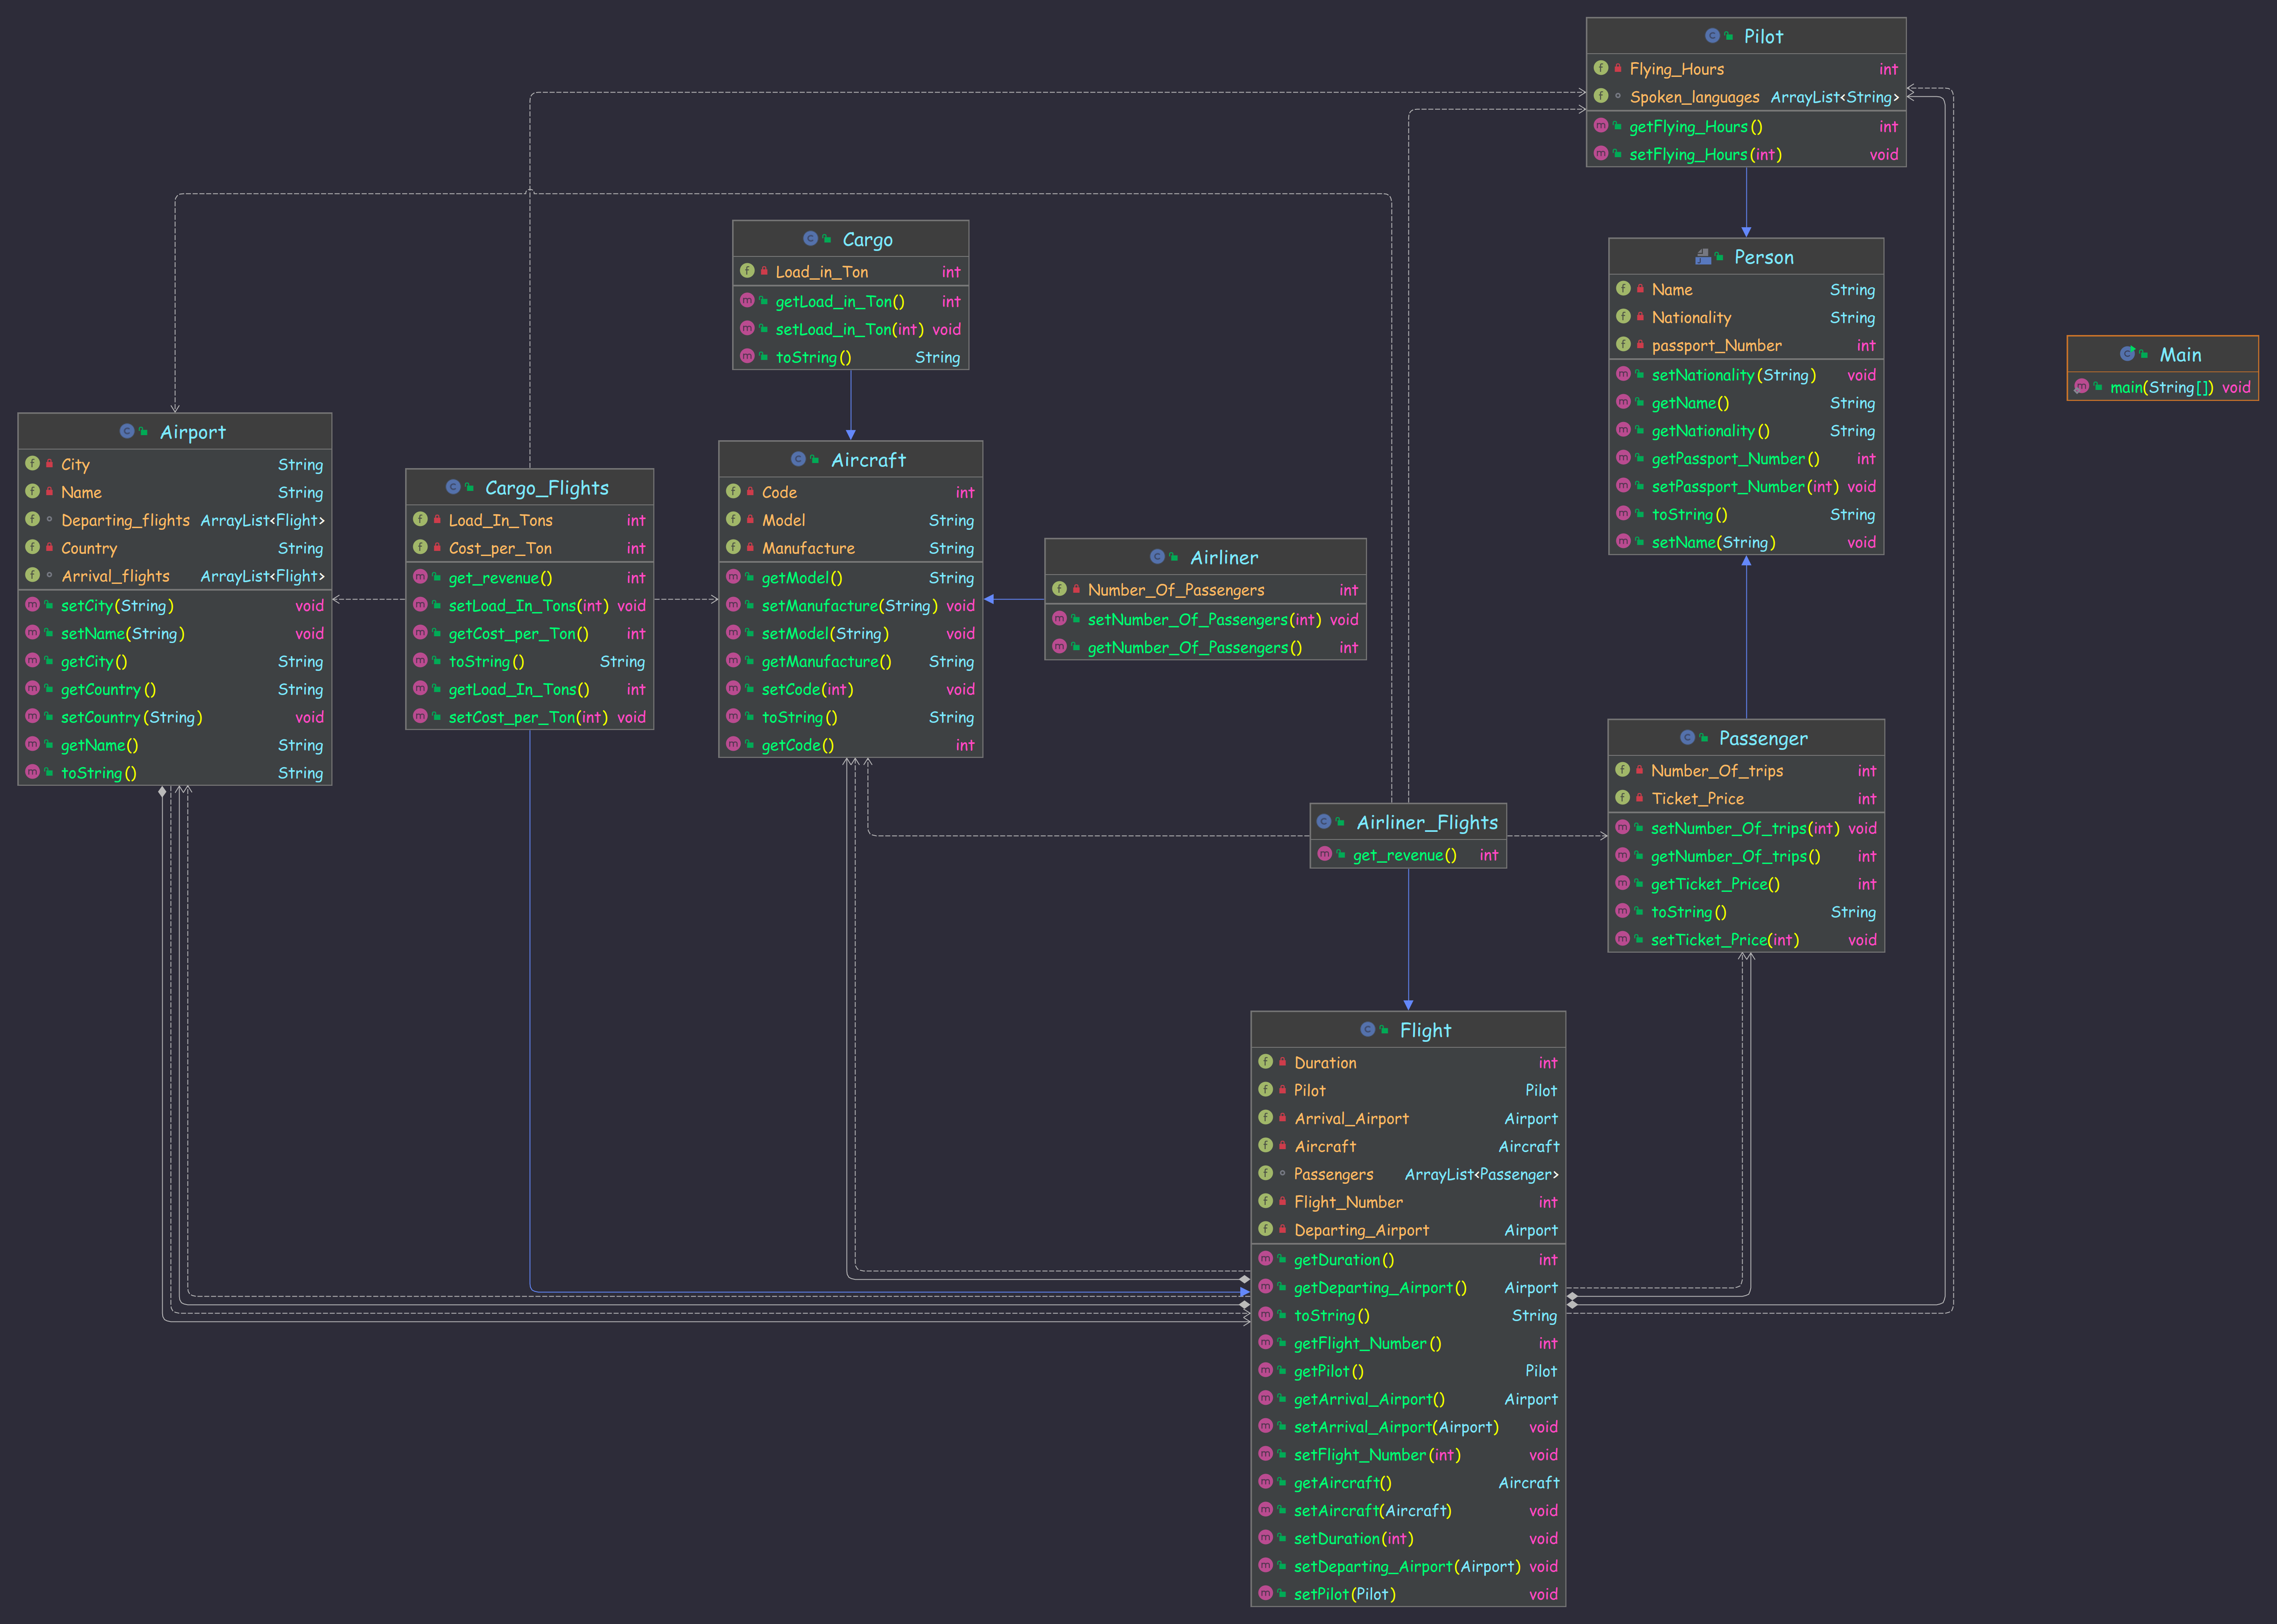 Pilot
Flying_Hours int
Spoken_languages ArrayList<String>
getFlying_Hours() int
setFlying_Hours(int) void
Cargo
Load_in_Ton int
getLoad_in_Ton() int
setLoad_in_Ton(int) void
toString() String
Person
Name String
Nationality String
passport_Number int
setNationality(String) void
getName() String
getNationality() String
getPassport_Number() int
setPassport_Number(int) void
toString() String
setName(String) void
Main
main(String[]) void
Airport
City String
Name String
Departing_flights ArrayList<Flight>
Country String
Arrival_flights ArrayList<Flight>
setCity(String) void
setName(String) void
getCity() String
getCountry() String
setCountry(String) void
getName() String
toString() String
Cargo_Flights
Load_In_Tons int
Cost_per_Ton int
get_revenue() int
setLoad_In_Tons(int) void
getCost_per_Ton() int
toString() String
getLoad_In_Tons() int
setCost_per_Ton(int) void
Aircraft
Code int
Model String
Manufacture String
getModel() String
setManufacture(String) void
setModel(String) void
getManufacture() String
setCode(int) void
toString() String
getCode() int
Airliner
Number_Of_Passengers int
setNumber_Of_Passengers(int) void
getNumber_Of_Passengers() int
Passenger
Number_Of_trips int
Ticket_Price int
setNumber_Of_trips(int) void
getNumber_Of_trips() int
getTicket_Price() int
toString() String
setTicket_Price(int) void
Airliner_Flights
get_revenue() int
Flight
Duration int
Pilot Pilot
Arrival_Airport Airport
Aircraft Aircraft
Passengers ArrayList<Passenger>
Flight_Number int
Departing_Airport Airport
getDuration() int
getDeparting_Airport() Airport
toString() String
getFlight_Number() int
getPilot() Pilot
getArrival_Airport() Airport
setArrival_Airport(Airport) void
setFlight_Number(int) void
getAircraft() Aircraft
setAircraft(Aircraft) void
setDuration(int) void
setDeparting_Airport(Airport) void
setPilot(Pilot) void